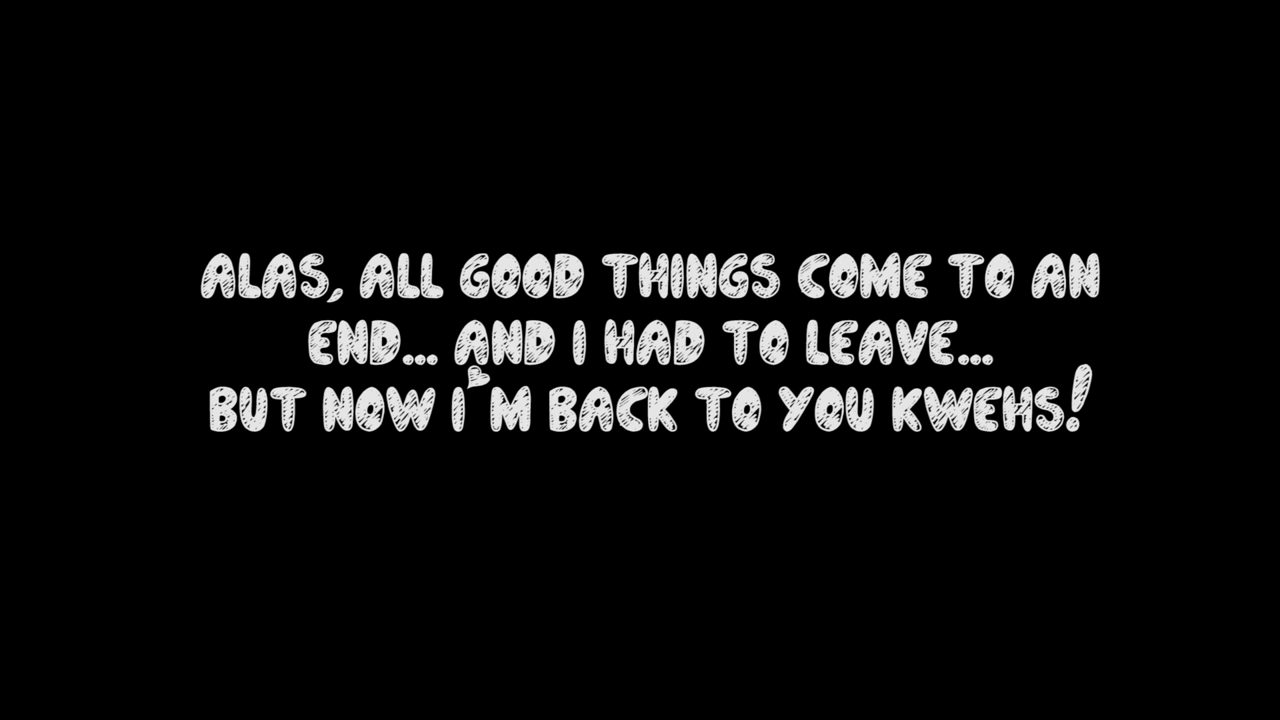 ALAS, ALL GOOD THINGS COME TO AN
END... AND I HAD TO LEAVE...
BUT NOW I'M BACK TO YOU KWEHS!